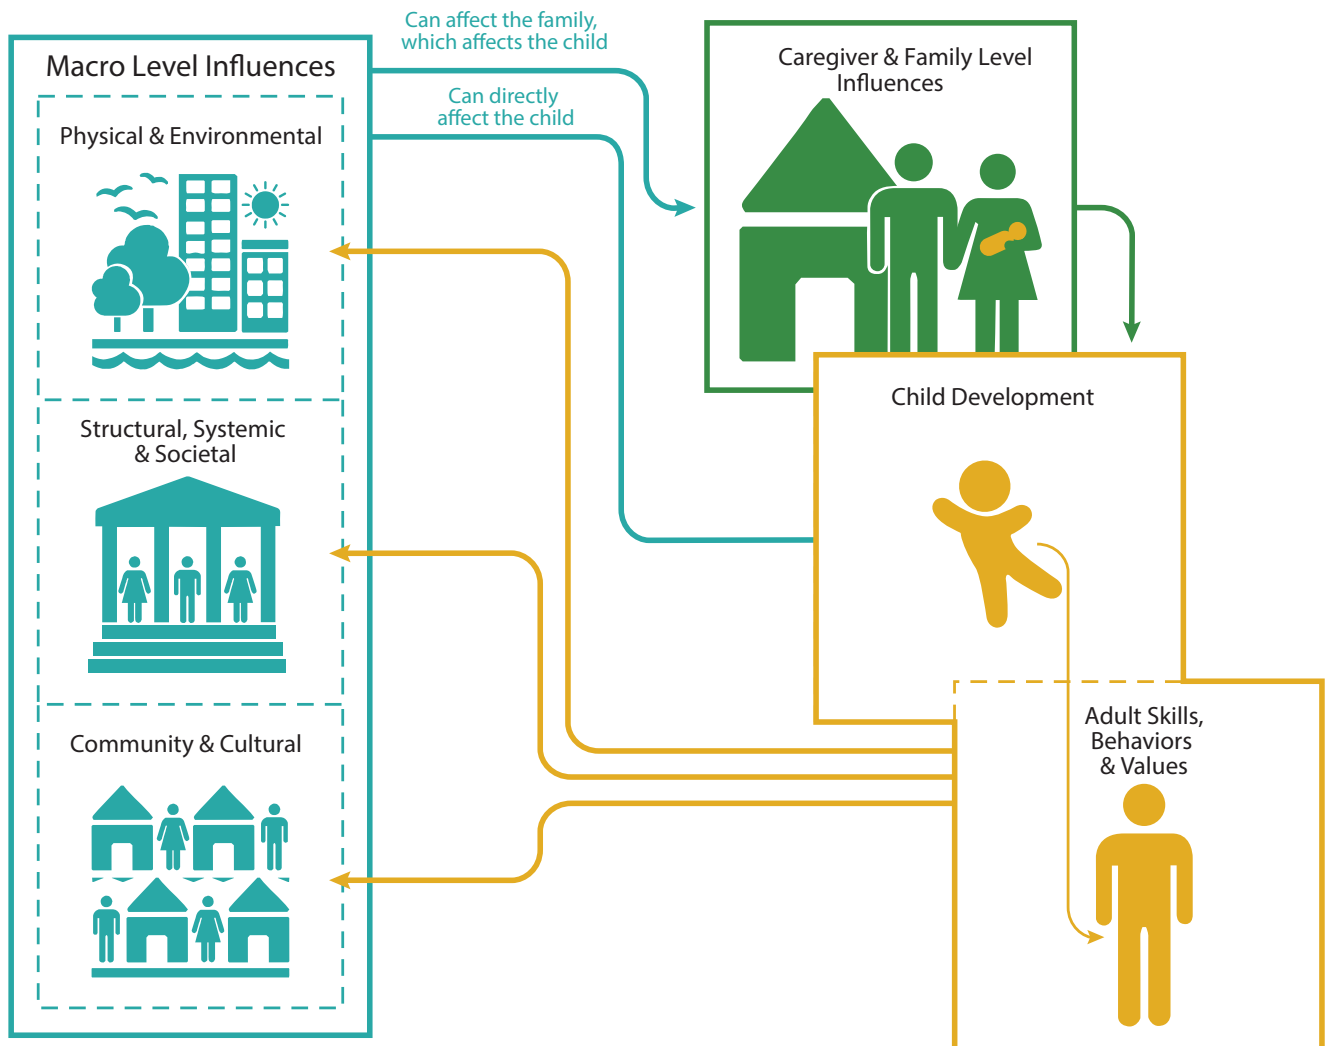 Can affect the family,
which affects the child
Macro Level Influences
Can directly
affect the child
Caregiver & Family Level
Influences
Physical & Environmental
Child Development
Structural, Systemic
& Societal
Adult Skills,
Behaviors
& Values
Community & Cultural